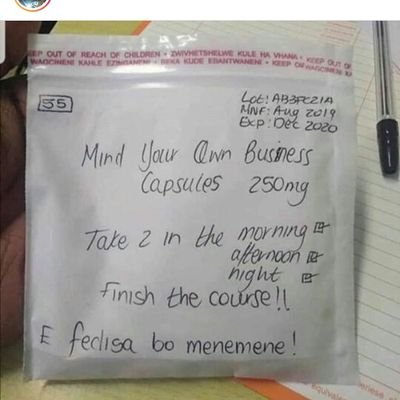 KEEP OUT OF REACH OF CHILDREN • ZWIVHETSHELWE KULE HA VHANA • KEEP OUT OF
WAGCINENI KAHLE EZINGANENI • BEKA KUDE EBANTWANENI • KEEP
55
Lot: AB3FC21A
MNF: Aug 2019
EXP: Dec 2020
Mind Your Own Business
Capsules 250mg
Take 2 in the morning
afternoon
night
Finish the course!!
E fedisa bo menemene!